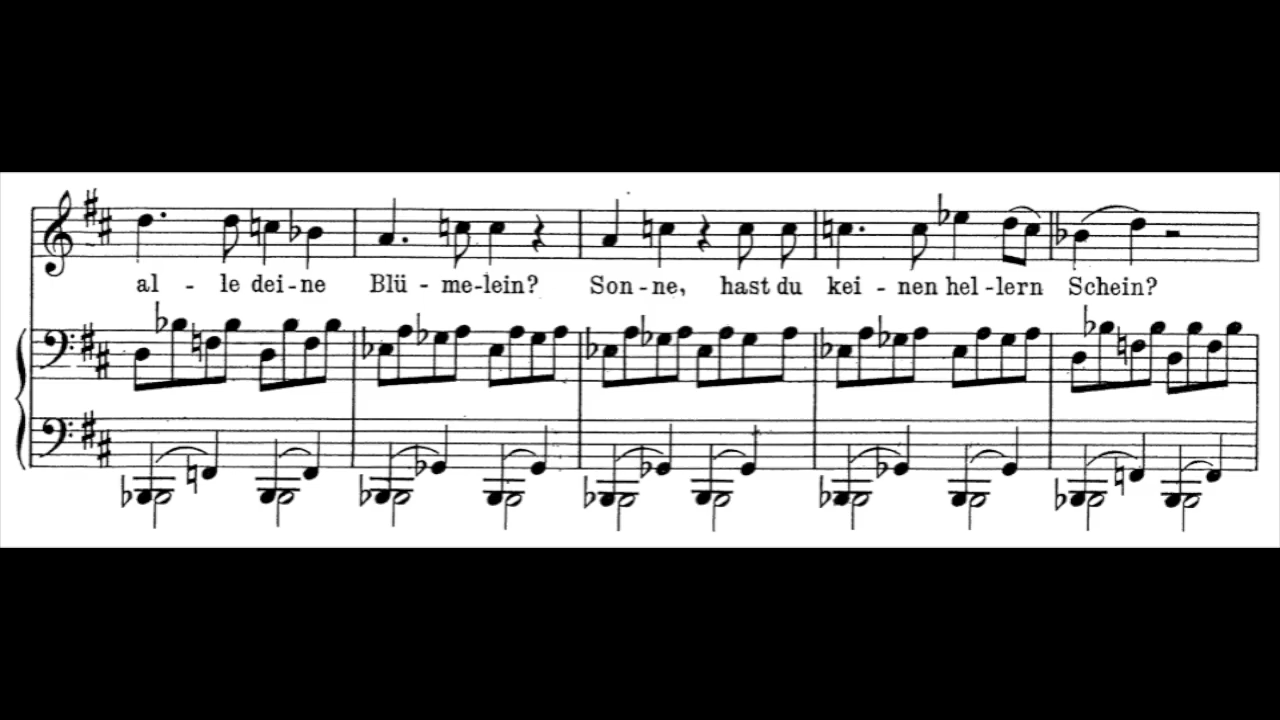 al - le dei - ne Blü - me - lein? Son - ne, hast du kei - nen hel - lern Schein?